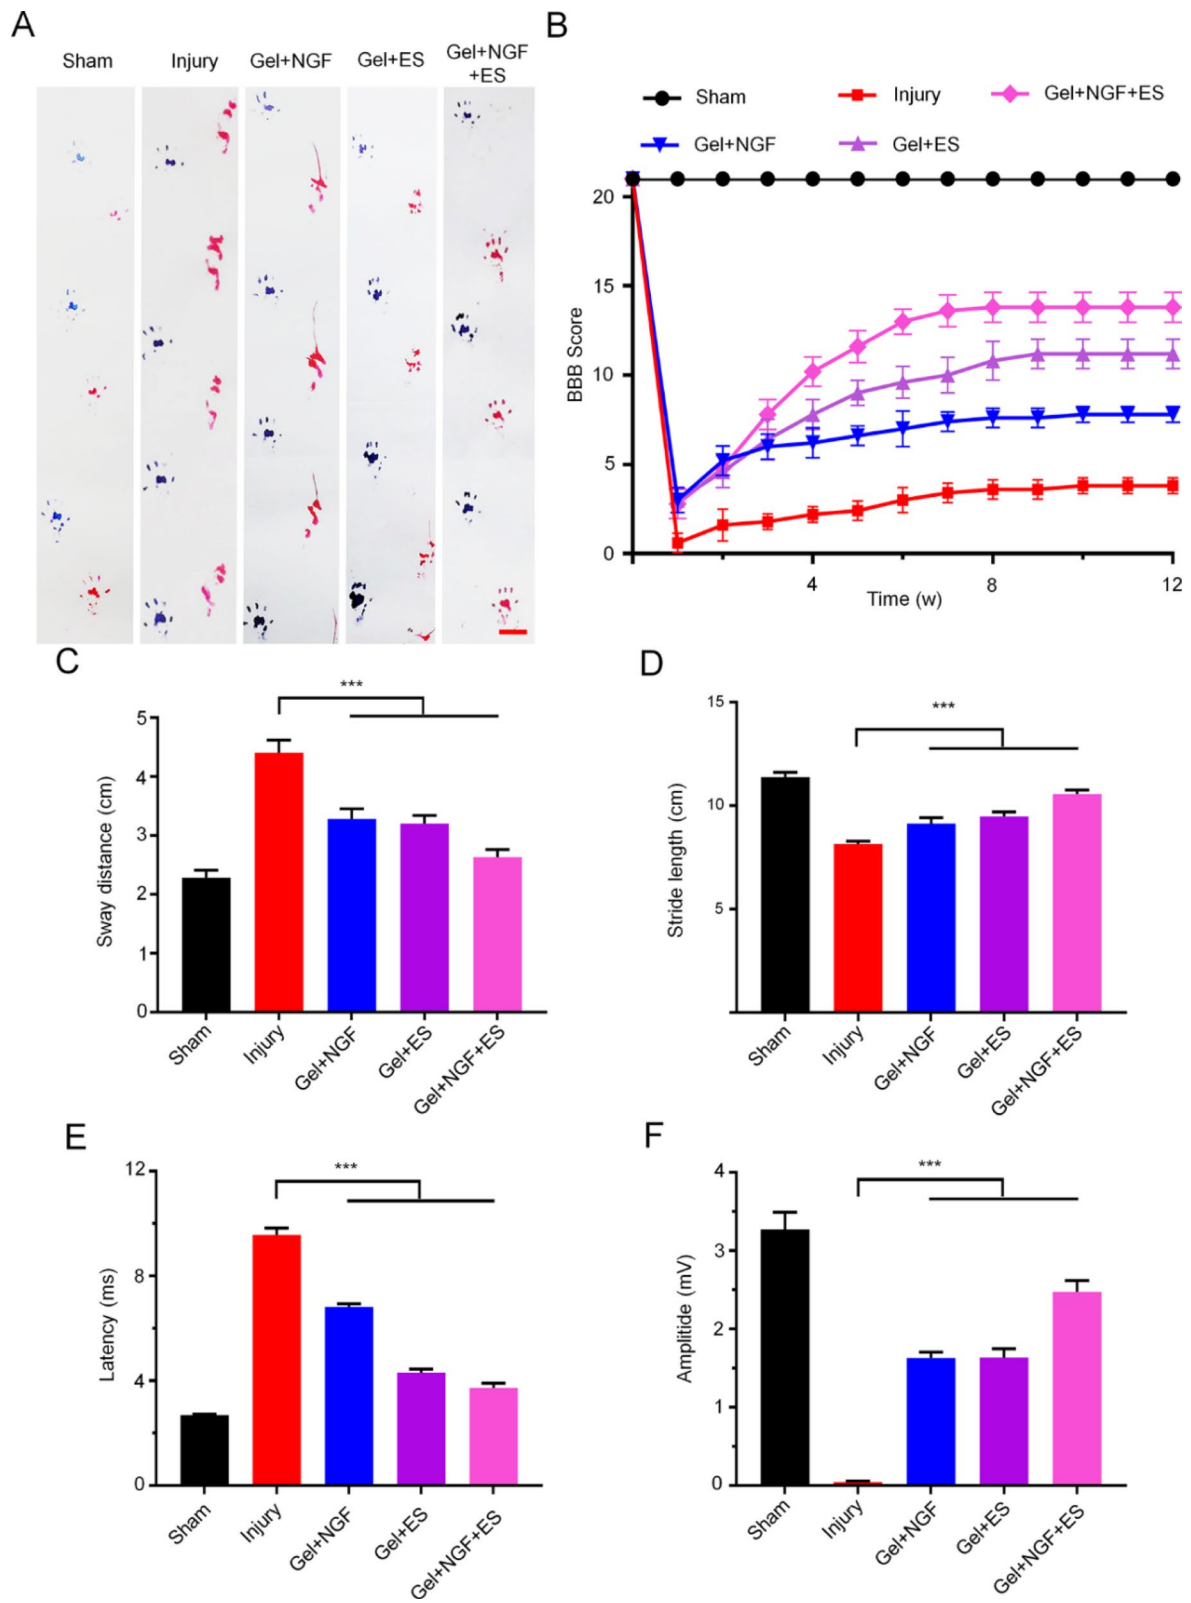 A
Sham
Injury
Gel+NGF
Gel+ES
Gel+NGF
+ES
B
Sham
Injury
Gel+NGF+ES
Gel+NGF
Gel+ES
BBB Score
20
15
10
5
0
4
8
12
Time (w)
C
***
Sway distance (cm)
5
4
3
2
1
0
Sham
Injury
Gel+NGF
Gel+ES
Gel+NGF+ES
D
***
Stride length (cm)
15
10
5
Sham
Injury
Gel+NGF
Gel+ES
Gel+NGF+ES
E
***
Latency (ms)
12
8
4
0
Sham
Injury
Gel+NGF
Gel+ES
Gel+NGF+ES
F
***
Amplitide (mV)
4
3
2
1
0
Sham
Injury
Gel+NGF
Gel+ES
Gel+NGF+ES